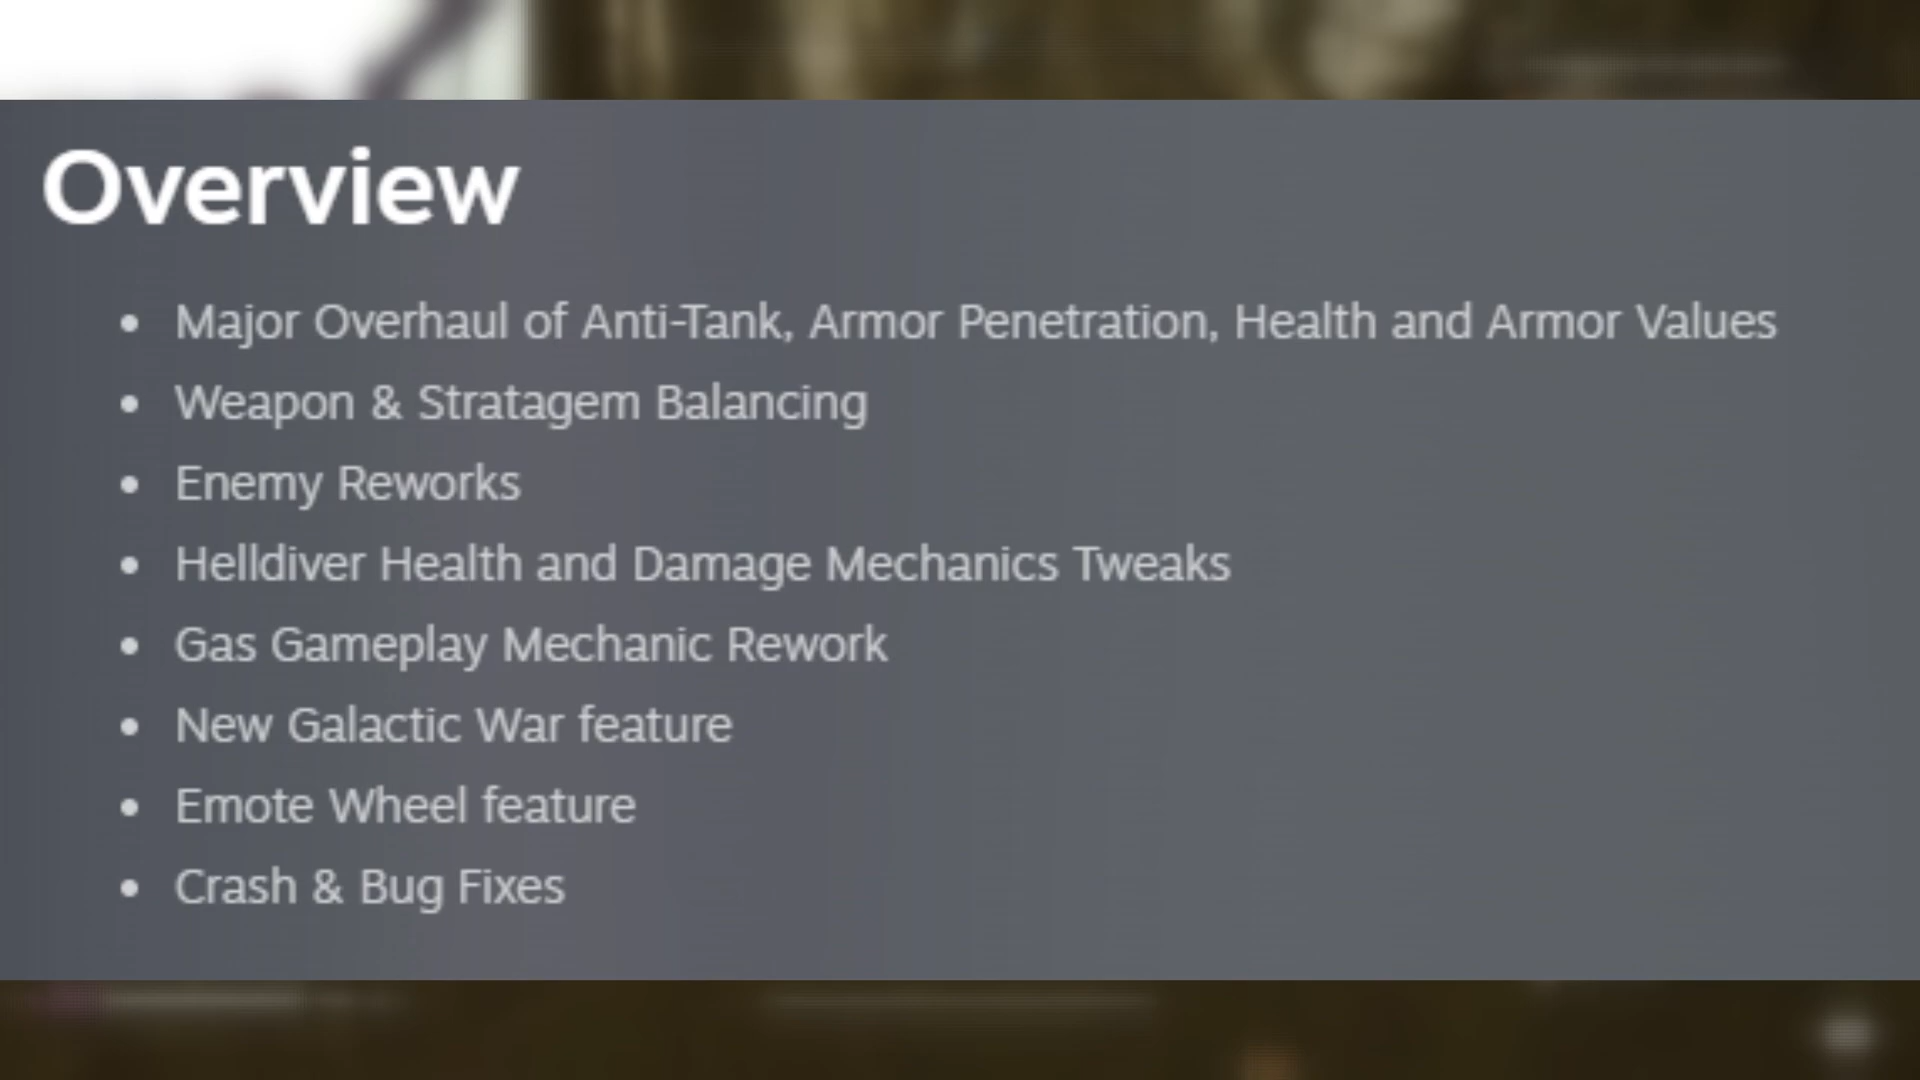 Overview
• Major Overhaul of Anti-Tank, Armor Penetration, Health and Armor Values
• Weapon & Stratagem Balancing
• Enemy Reworks
• Helldiver Health and Damage Mechanics Tweaks
• Gas Gameplay Mechanic Rework
• New Galactic War feature
• Emote Wheel feature
• Crash & Bug Fixes